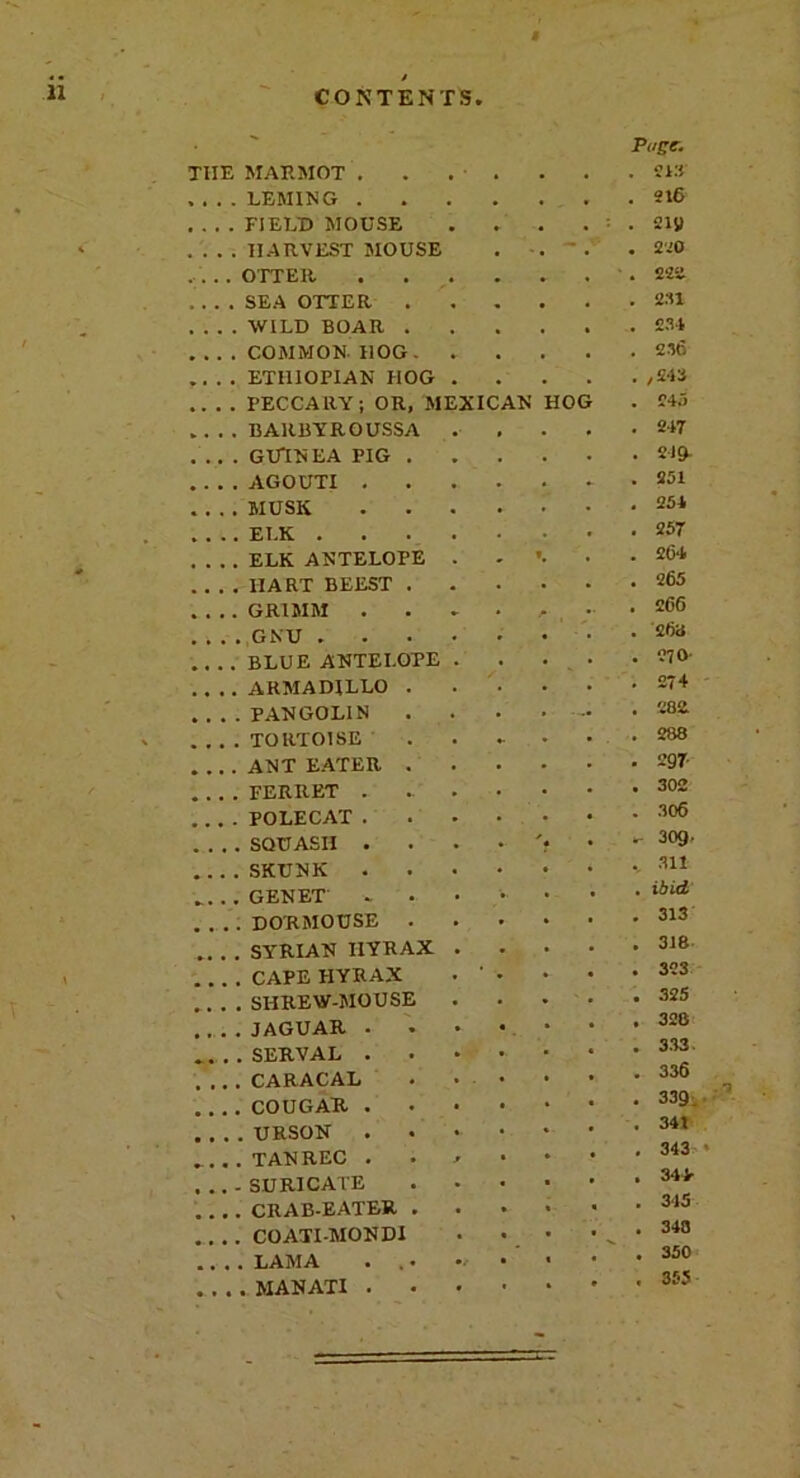 ii
CONTENTS.
Page.
THE MARMOT . . . . . . . . 213
. . . . LEMING . . . . . . . . 216
. . . . FIELD MOUSE . . . . . 219
. . . . HARVEST MOUSE . . . . 220
. . . . OTTER . . . . . . . . 222
. . . . SEA OTTER . . . . . . 231
. . . . WILD BOAR . . . . . . 234
. . . . COMMON HOG . . . . . . 236
. . . . ETHIOPIAN HOG . . . . . 243
. . . . PECCARY; OR, MEXICAN HOG . 245
. . . . BARBYROUSSA . . . . . 247
. . . . GUINEA PIG . . . . . . 249
. . . . AGOUTI . . . . . . . 251
. . . . MUSK . . . . . . . 254
. . . . ELK . . . . . . . . 257
. . . . ELK ANTELOPE . . . . . 264
. . . . HART BEEST . . . . . . 265
. . . . GRIMM . . . . . . . 266
. . . . GNU . . . . . . . . 268
. . . . BLUE ANTELOPE . . . . . 270
. . . . ARMADILLO . . . . . . 274
. . . . PANGOLIN . . . . . . 282
. . . . TORTOISE . . . . . . 288
. . . . ANT EATER . . . . . . 297
. . . . FERRET . . . . . . . 302
. . . . POLECAT . . . . . . . 306
. . . . SQUASH . . . . . . . 309
. . . . SKUNK . . . . . . . 311
. . . . GENET . . . . . . . ibid
. . . . DORMOUSE . . . . . . 313
. . . . SYRIAN HYRAX . . . . . 318
. . . . CAPE HYRAX . . . . . 323
. . . . SHREW-MOUSE . . . . . 325
. . . . JAGUAR . . . . . . . 328
. . . . SERVAL . . . . . . . 333
. . . . CARACAL . . . . . . 336
. . . . COUGAR . . . . . . . 339
. . . . URSON . . . . . . . 341
. . . . TANREC . . . . . . . 343
. . . . SURICATE . . . . . . 344
. . . . CRAB-EATER . . . . . . 345
. . . . COATI-MONDI . . . . . 348
. . . . LAMA . . . . . . . 350
. . . . MANATI . . . . . . . 355